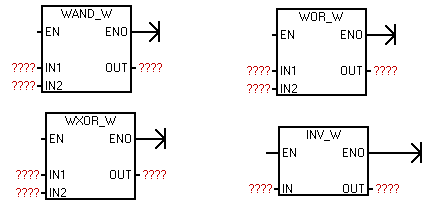 WAND_W
EN ENO
???? IN1 OUT ????
???? IN2
WOR_W
EN ENO
???? IN1 OUT ????
???? IN2
WXOR_W
EN ENO
???? IN1 OUT ????
???? IN2
INV_W
EN ENO
???? IN OUT ????